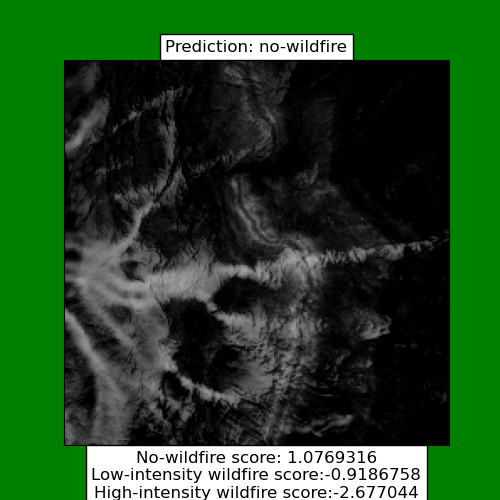 Prediction: no-wildfire
No-wildfire score: 1.0769316
Low-intensity wildfire score:-0.9186758
High-intensity wildfire score:-2.677044